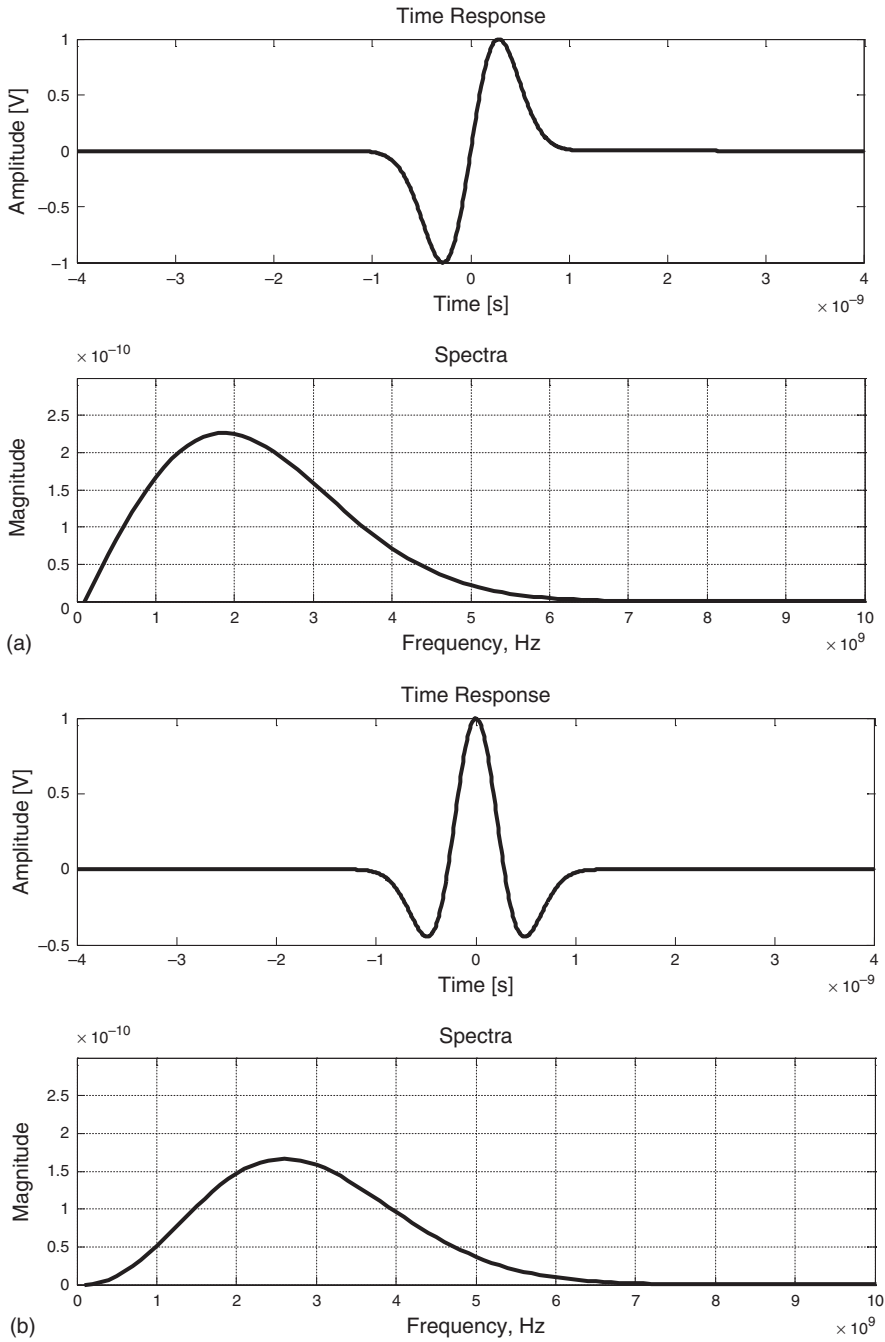 Time Response
1
0.5
0
−0.5
−1
Amplitude [V]
−4 −3 −2 −1 0 1 2 3 4
Time [s]
× 10⁻⁹
× 10⁻¹⁰
Spectra
2.5
2
1.5
1
0.5
0
Magnitude
0 1 2 3 4 5 6 7 8 9 10
(a)
Frequency, Hz
× 10⁹
Time Response
1
0.5
0
−0.5
Amplitude [V]
−4 −3 −2 −1 0 1 2 3 4
Time [s]
× 10⁻⁹
× 10⁻¹⁰
Spectra
2.5
2
1.5
1
0.5
0
Magnitude
0 1 2 3 4 5 6 7 8 9 10
(b)
Frequency, Hz
× 10⁹